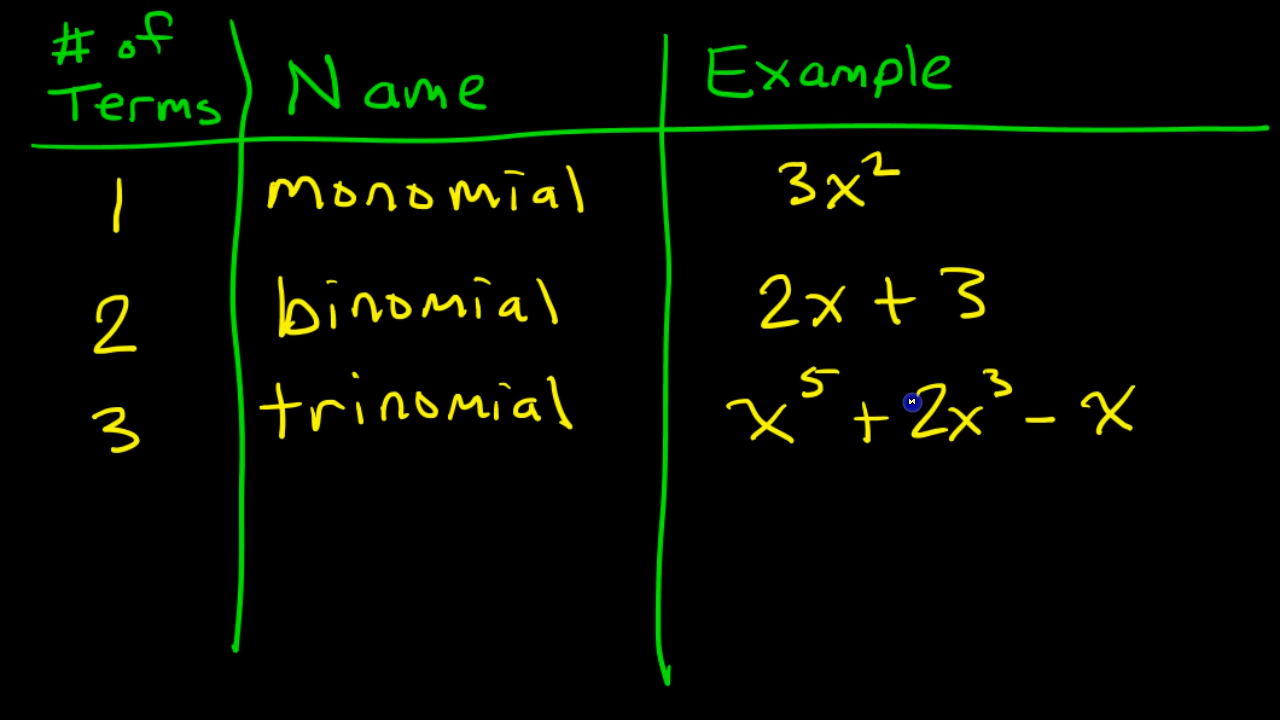 # of Terms Name Example
1 monomial 3x²
2 binomial 2x + 3
3 trinomial x⁵ + 2x³ - x